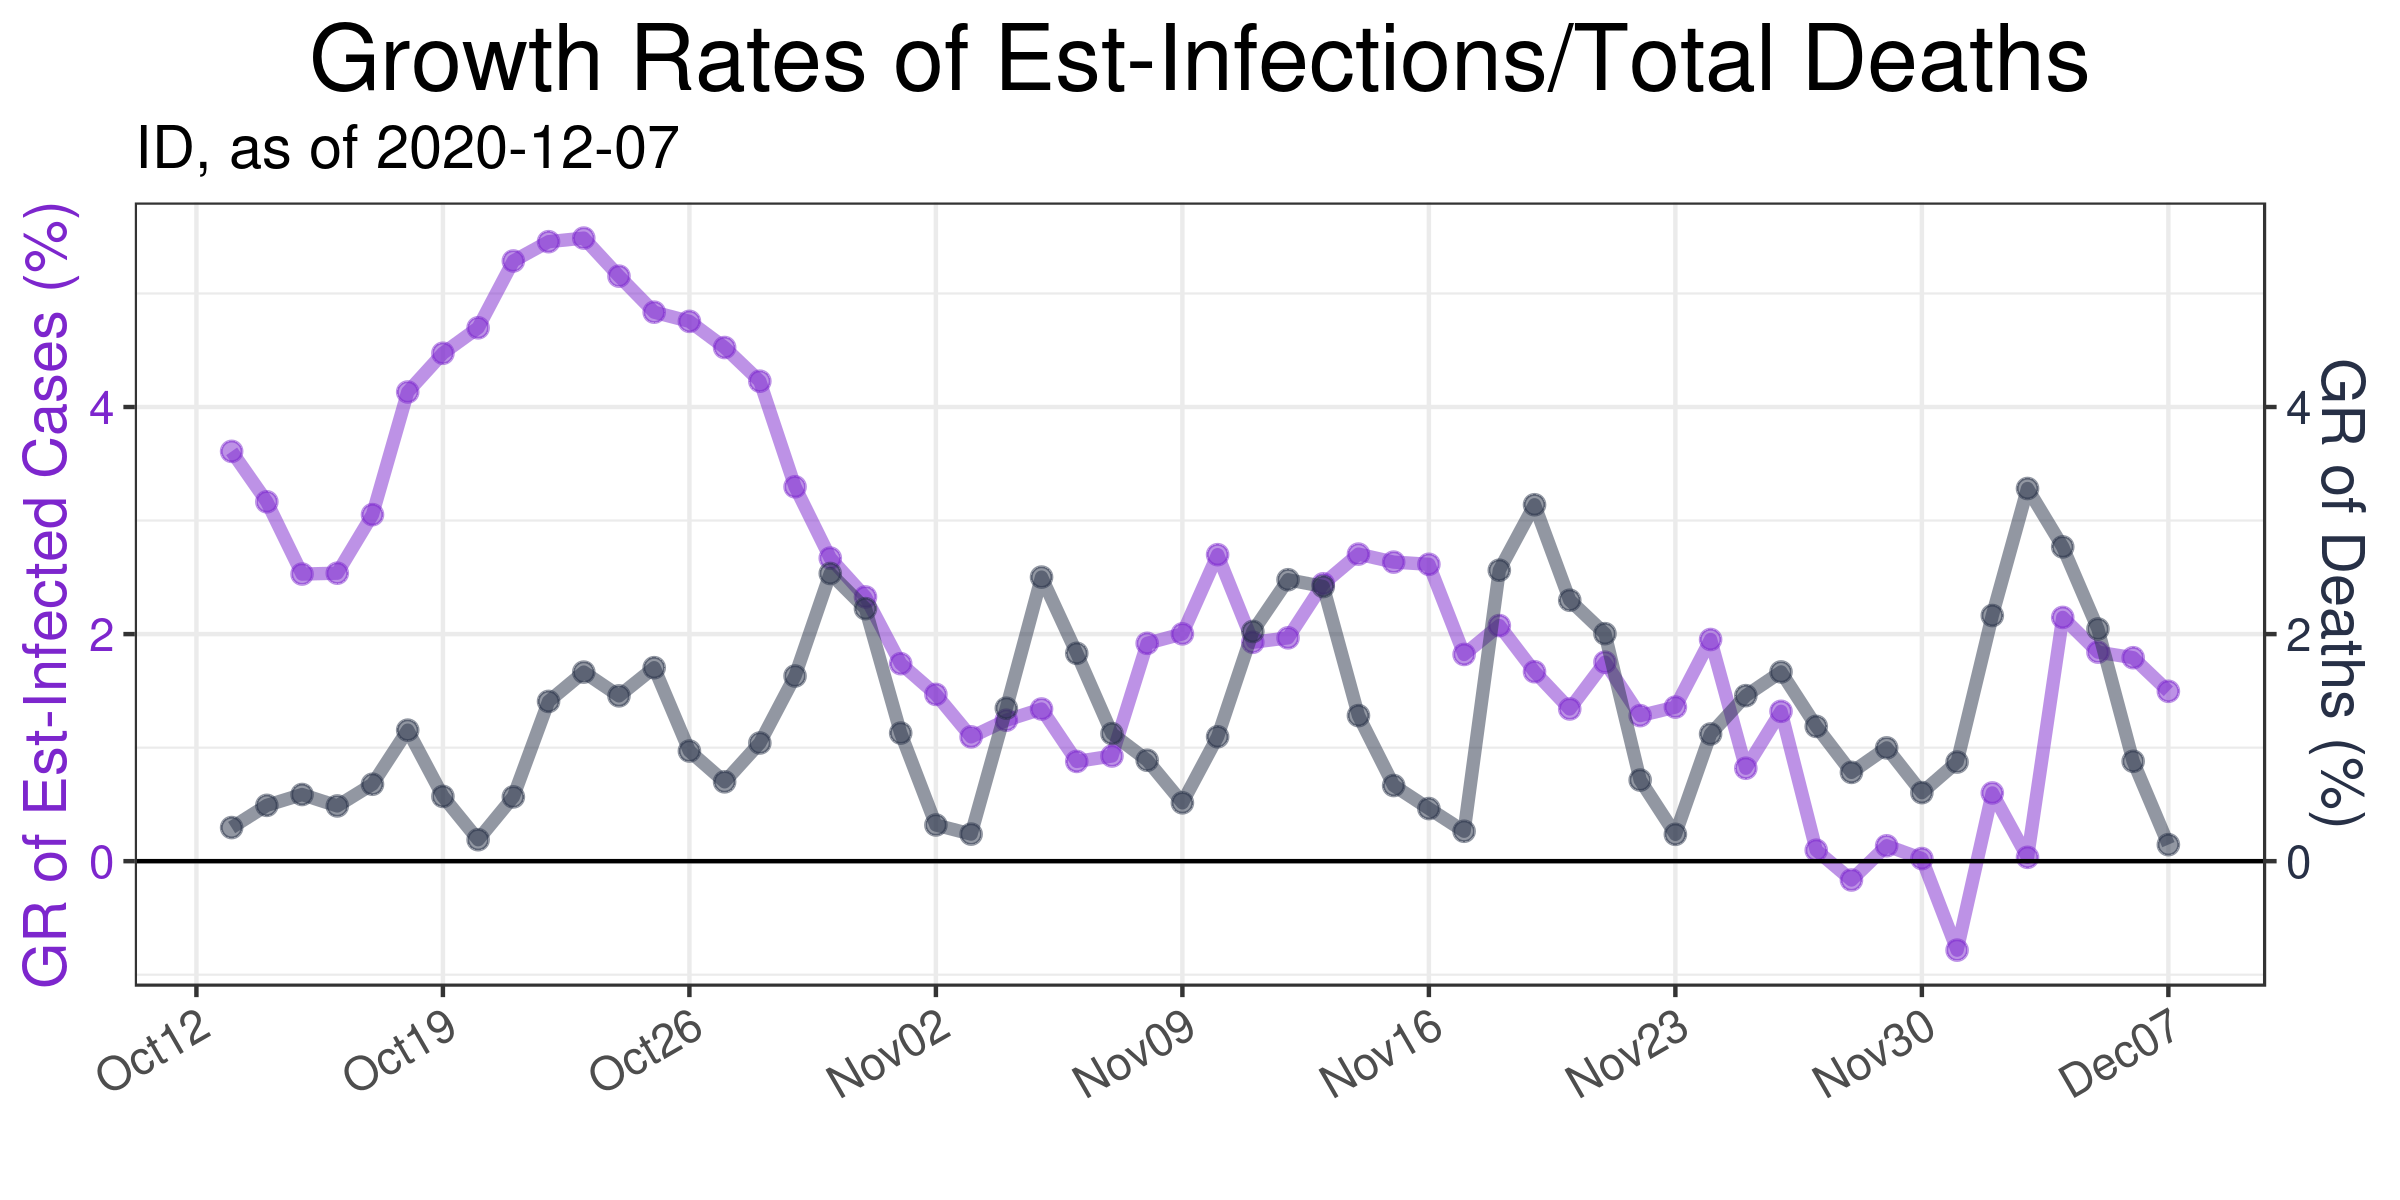 Growth Rates of Est-Infections/Total Deaths
ID, as of 2020-12-07
GR of Est-Infected Cases (%)
4
2
0
4
2
0
GR of Deaths (%)
Oct12
Oct19
Oct26
Nov02
Nov09
Nov16
Nov23
Nov30
Dec07